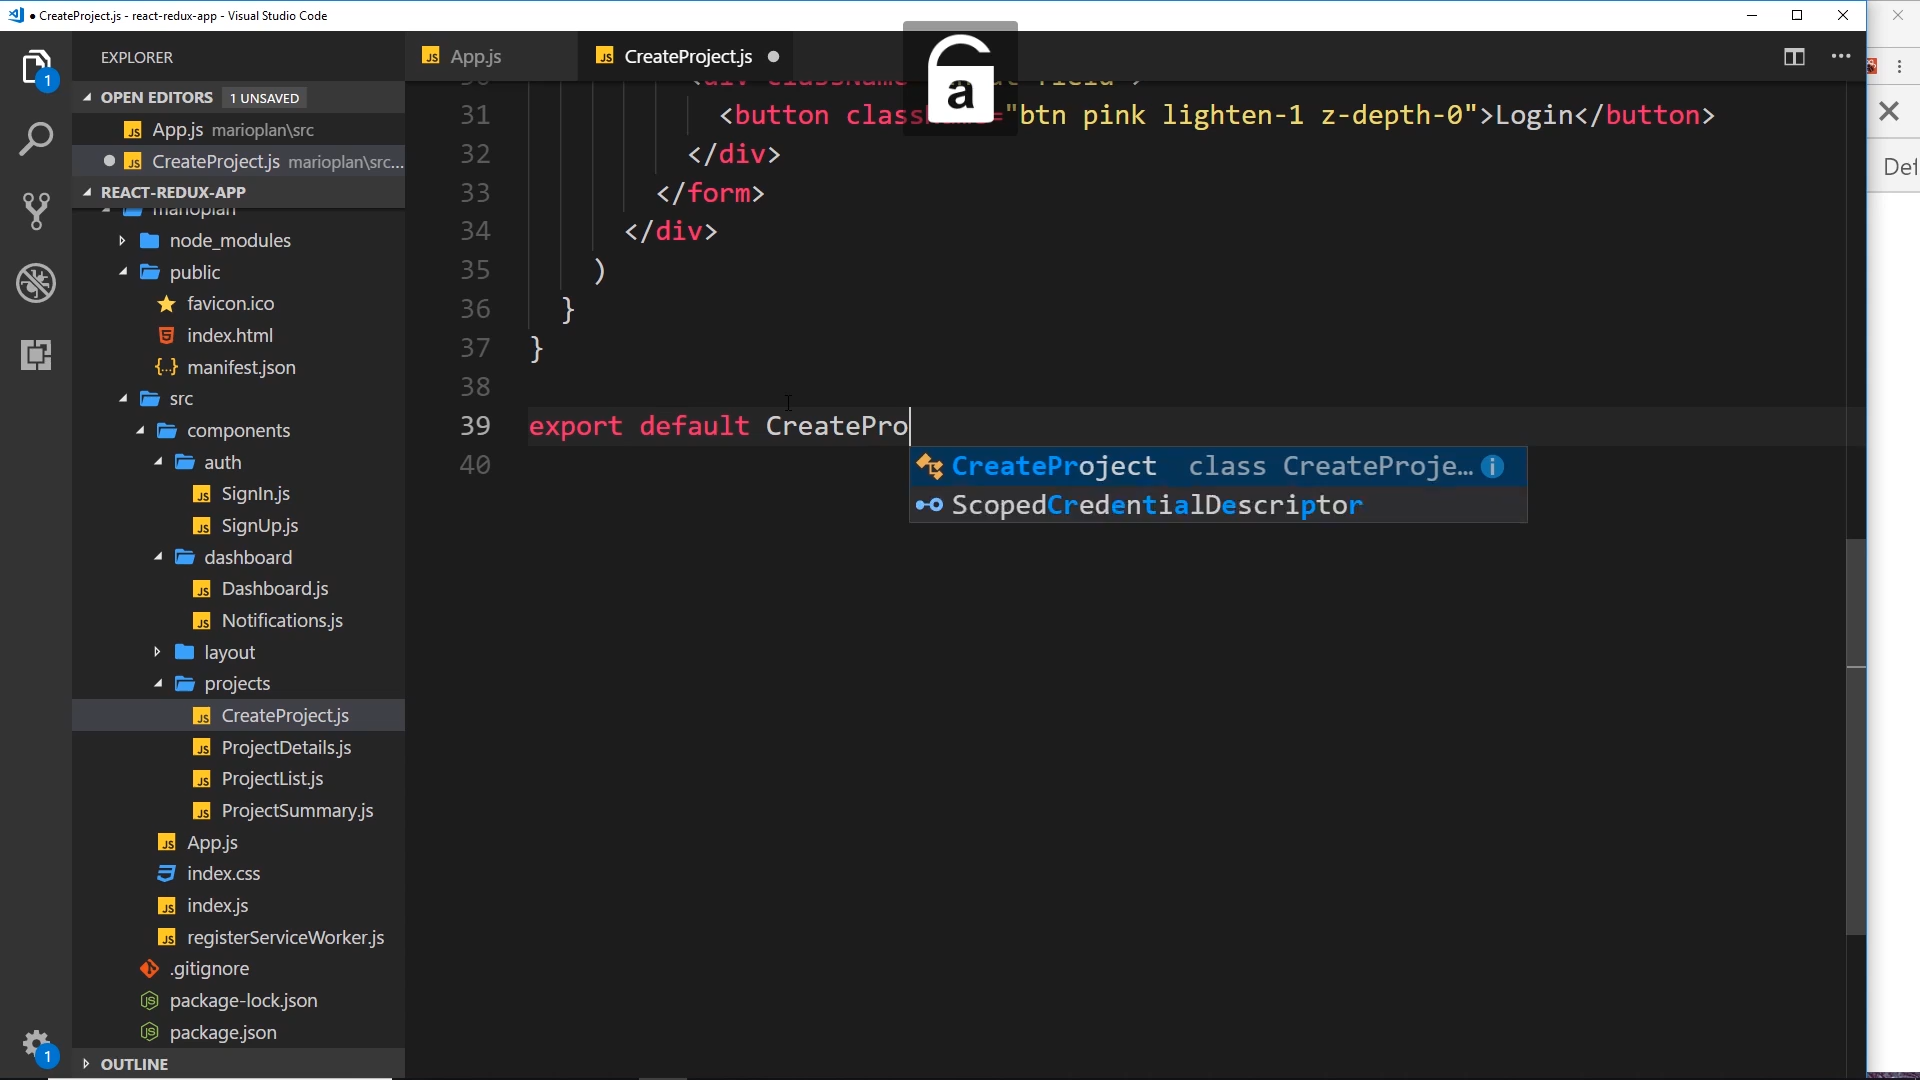 CreateProject.js - react-redux-app - Visual Studio Code
EXPLORER
1
OPEN EDITORS 1 UNSAVED
App.js marioplan\src
CreateProject.js marioplan\src...
REACT-REDUX-APP
marioplan
node_modules
public
favicon.ico
index.html
manifest.json
src
components
auth
SignIn.js
SignUp.js
dashboard
Dashboard.js
Notifications.js
layout
projects
CreateProject.js
ProjectDetails.js
ProjectList.js
ProjectSummary.js
App.js
index.css
index.js
registerServiceWorker.js
.gitignore
package-lock.json
package.json
OUTLINE
1
App.js CreateProject.js
a
31 <button className="btn pink lighten-1 z-depth-0">Login</button>
32 </div>
33 </form>
34 </div>
35 )
36 }
37 }
38
39 export default CreatePro
40
CreateProject class CreateProje...
ScopedCredentialDescriptor